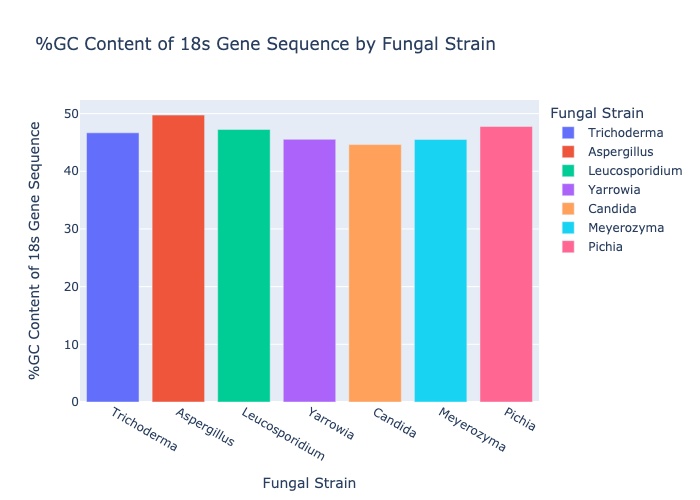 %GC Content of 18s Gene Sequence by Fungal Strain
%GC Content of 18s Gene Sequence
50
40
30
20
10
0
Trichoderma
Aspergillus
Leucosporidium
Yarrowia
Candida
Meyerozyma
Pichia
Fungal Strain
Fungal Strain
Trichoderma
Aspergillus
Leucosporidium
Yarrowia
Candida
Meyerozyma
Pichia